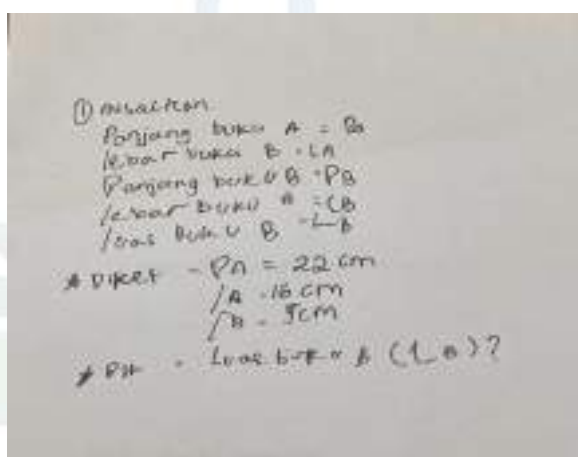 ① misalkan
Panjang buku A = PA
lebar buku B = LA
Panjang buku B = PB
lebar buku A = LB
luas buku B = LB
* Diket - PA = 22 cm
lA = 16 cm
lB = 5cm
* Dit = Luas buku B (LB)?